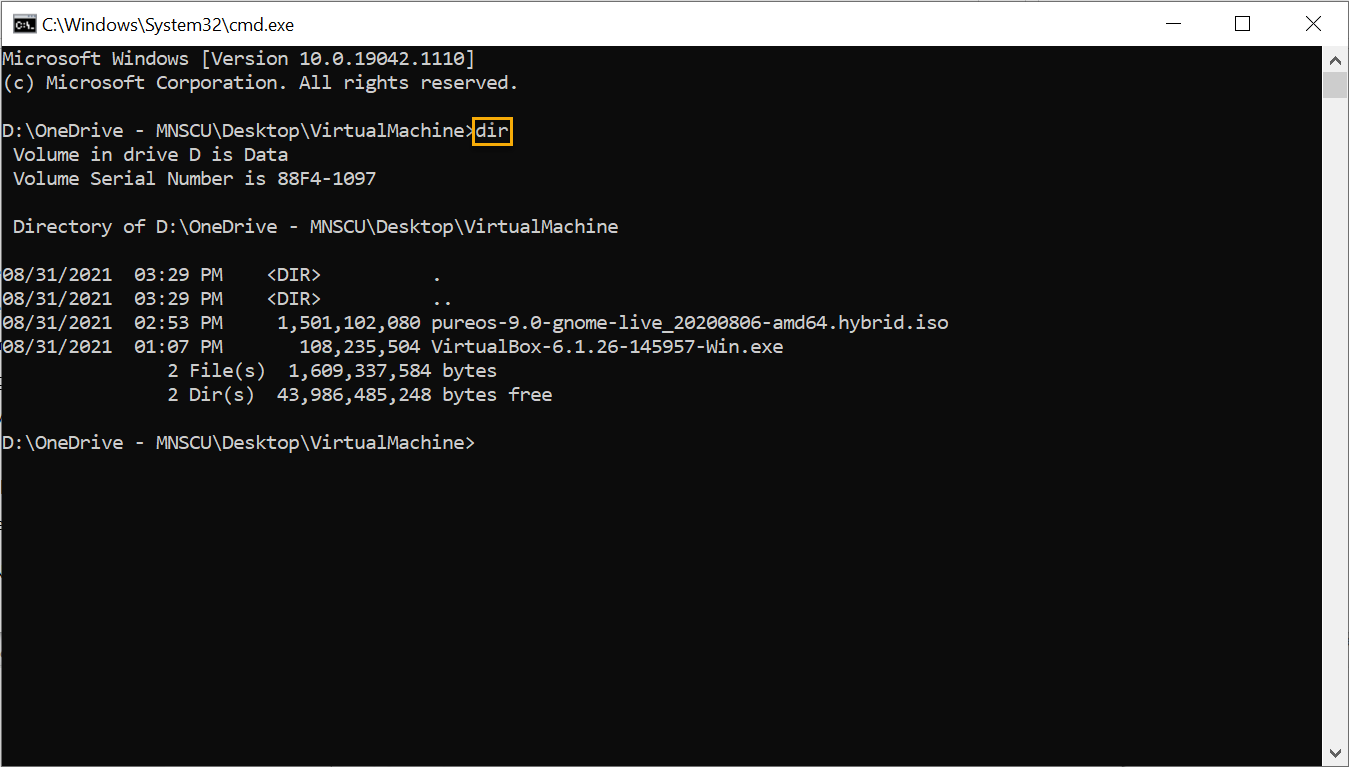 C:\Windows\System32\cmd.exe
Microsoft Windows [Version 10.0.19042.1110]
(c) Microsoft Corporation. All rights reserved.
D:\OneDrive - MNSCU\Desktop\VirtualMachine>dir
Volume in drive D is Data
Volume Serial Number is 88F4-1097
Directory of D:\OneDrive - MNSCU\Desktop\VirtualMachine
08/31/2021  03:29 PM    <DIR>          .
08/31/2021  03:29 PM    <DIR>          ..
08/31/2021  02:53 PM     1,501,102,080 pureos-9.0-gnome-live_20200806-amd64.hybrid.iso
08/31/2021  01:07 PM       108,235,504 VirtualBox-6.1.26-145957-Win.exe
2 File(s)  1,609,337,584 bytes
2 Dir(s)  43,986,485,248 bytes free
D:\OneDrive - MNSCU\Desktop\VirtualMachine>